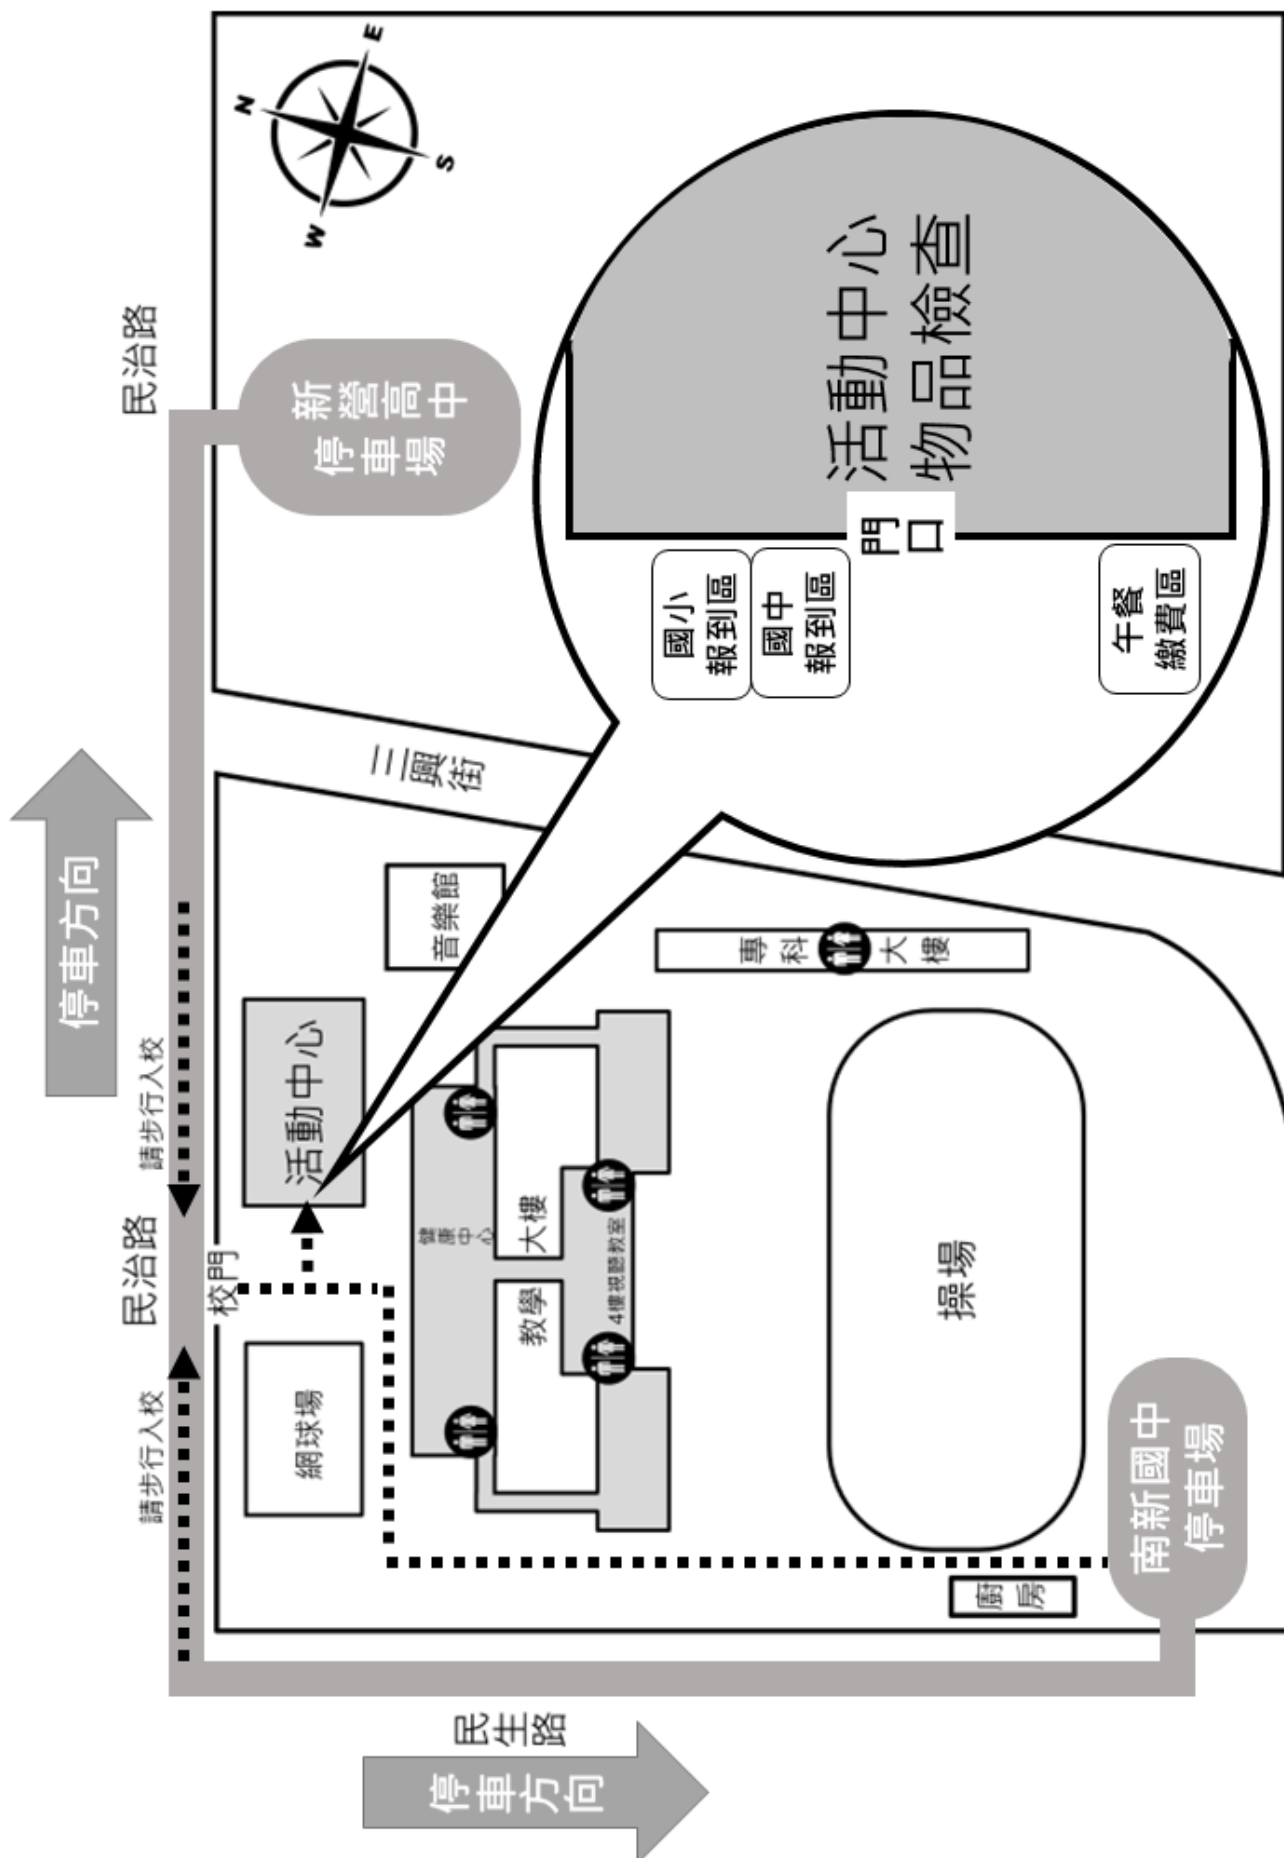 N
E
S
W
民治路
新營高中
停車場
活動中心
物品檢查
門口
國小
報到區
國中
報到區
午餐
繳費區
三興街
停車方向
請步行入校
音樂館
專科大樓
活動中心
民治路
校門
健康中心
教學大樓
4樓視聽教室
操場
請步行入校
網球場
南新國中
停車場
廚房
民生路
停車方向